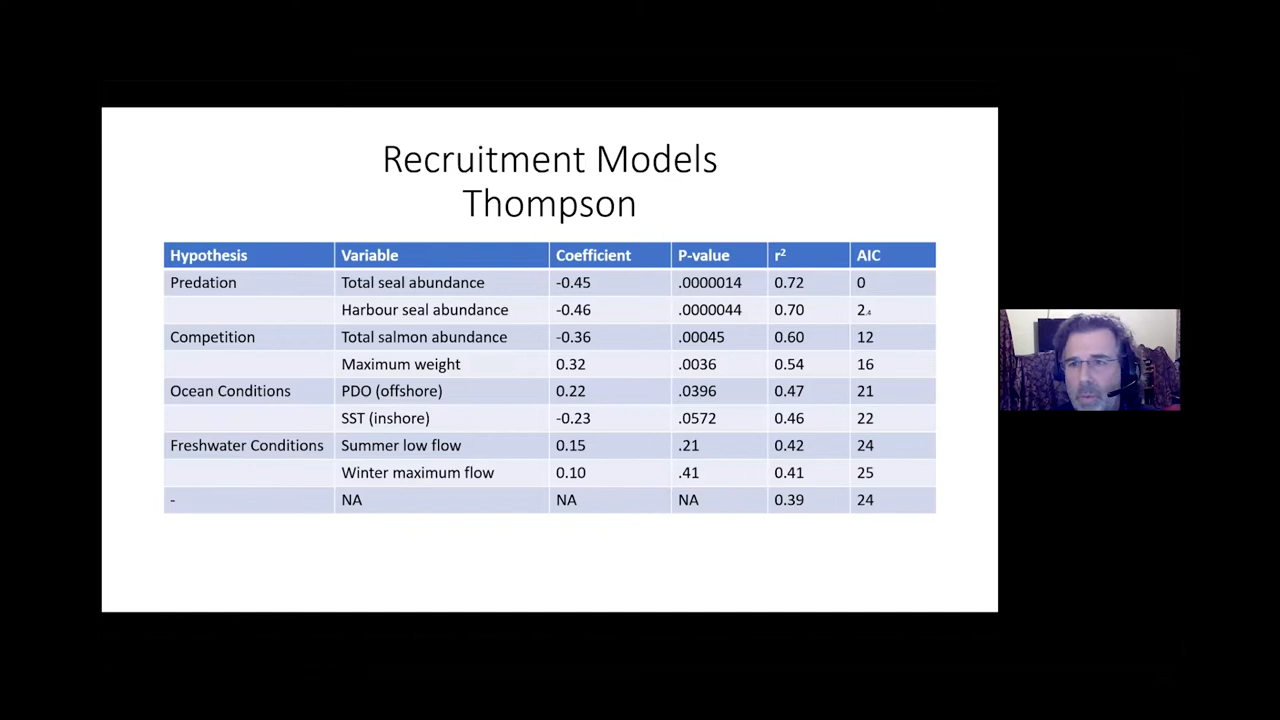 Recruitment Models
Thompson
Hypothesis Variable Coefficient P-value r² AIC
Predation Total seal abundance -0.45 .0000014 0.72 0
Harbour seal abundance -0.46 .0000044 0.70 2.4
Competition Total salmon abundance -0.36 .00045 0.60 12
Maximum weight 0.32 .0036 0.54 16
Ocean Conditions PDO (offshore) 0.22 .0396 0.47 21
SST (inshore) -0.23 .0572 0.46 22
Freshwater Conditions Summer low flow 0.15 .21 0.42 24
Winter maximum flow 0.10 .41 0.41 25
- NA NA NA 0.39 24